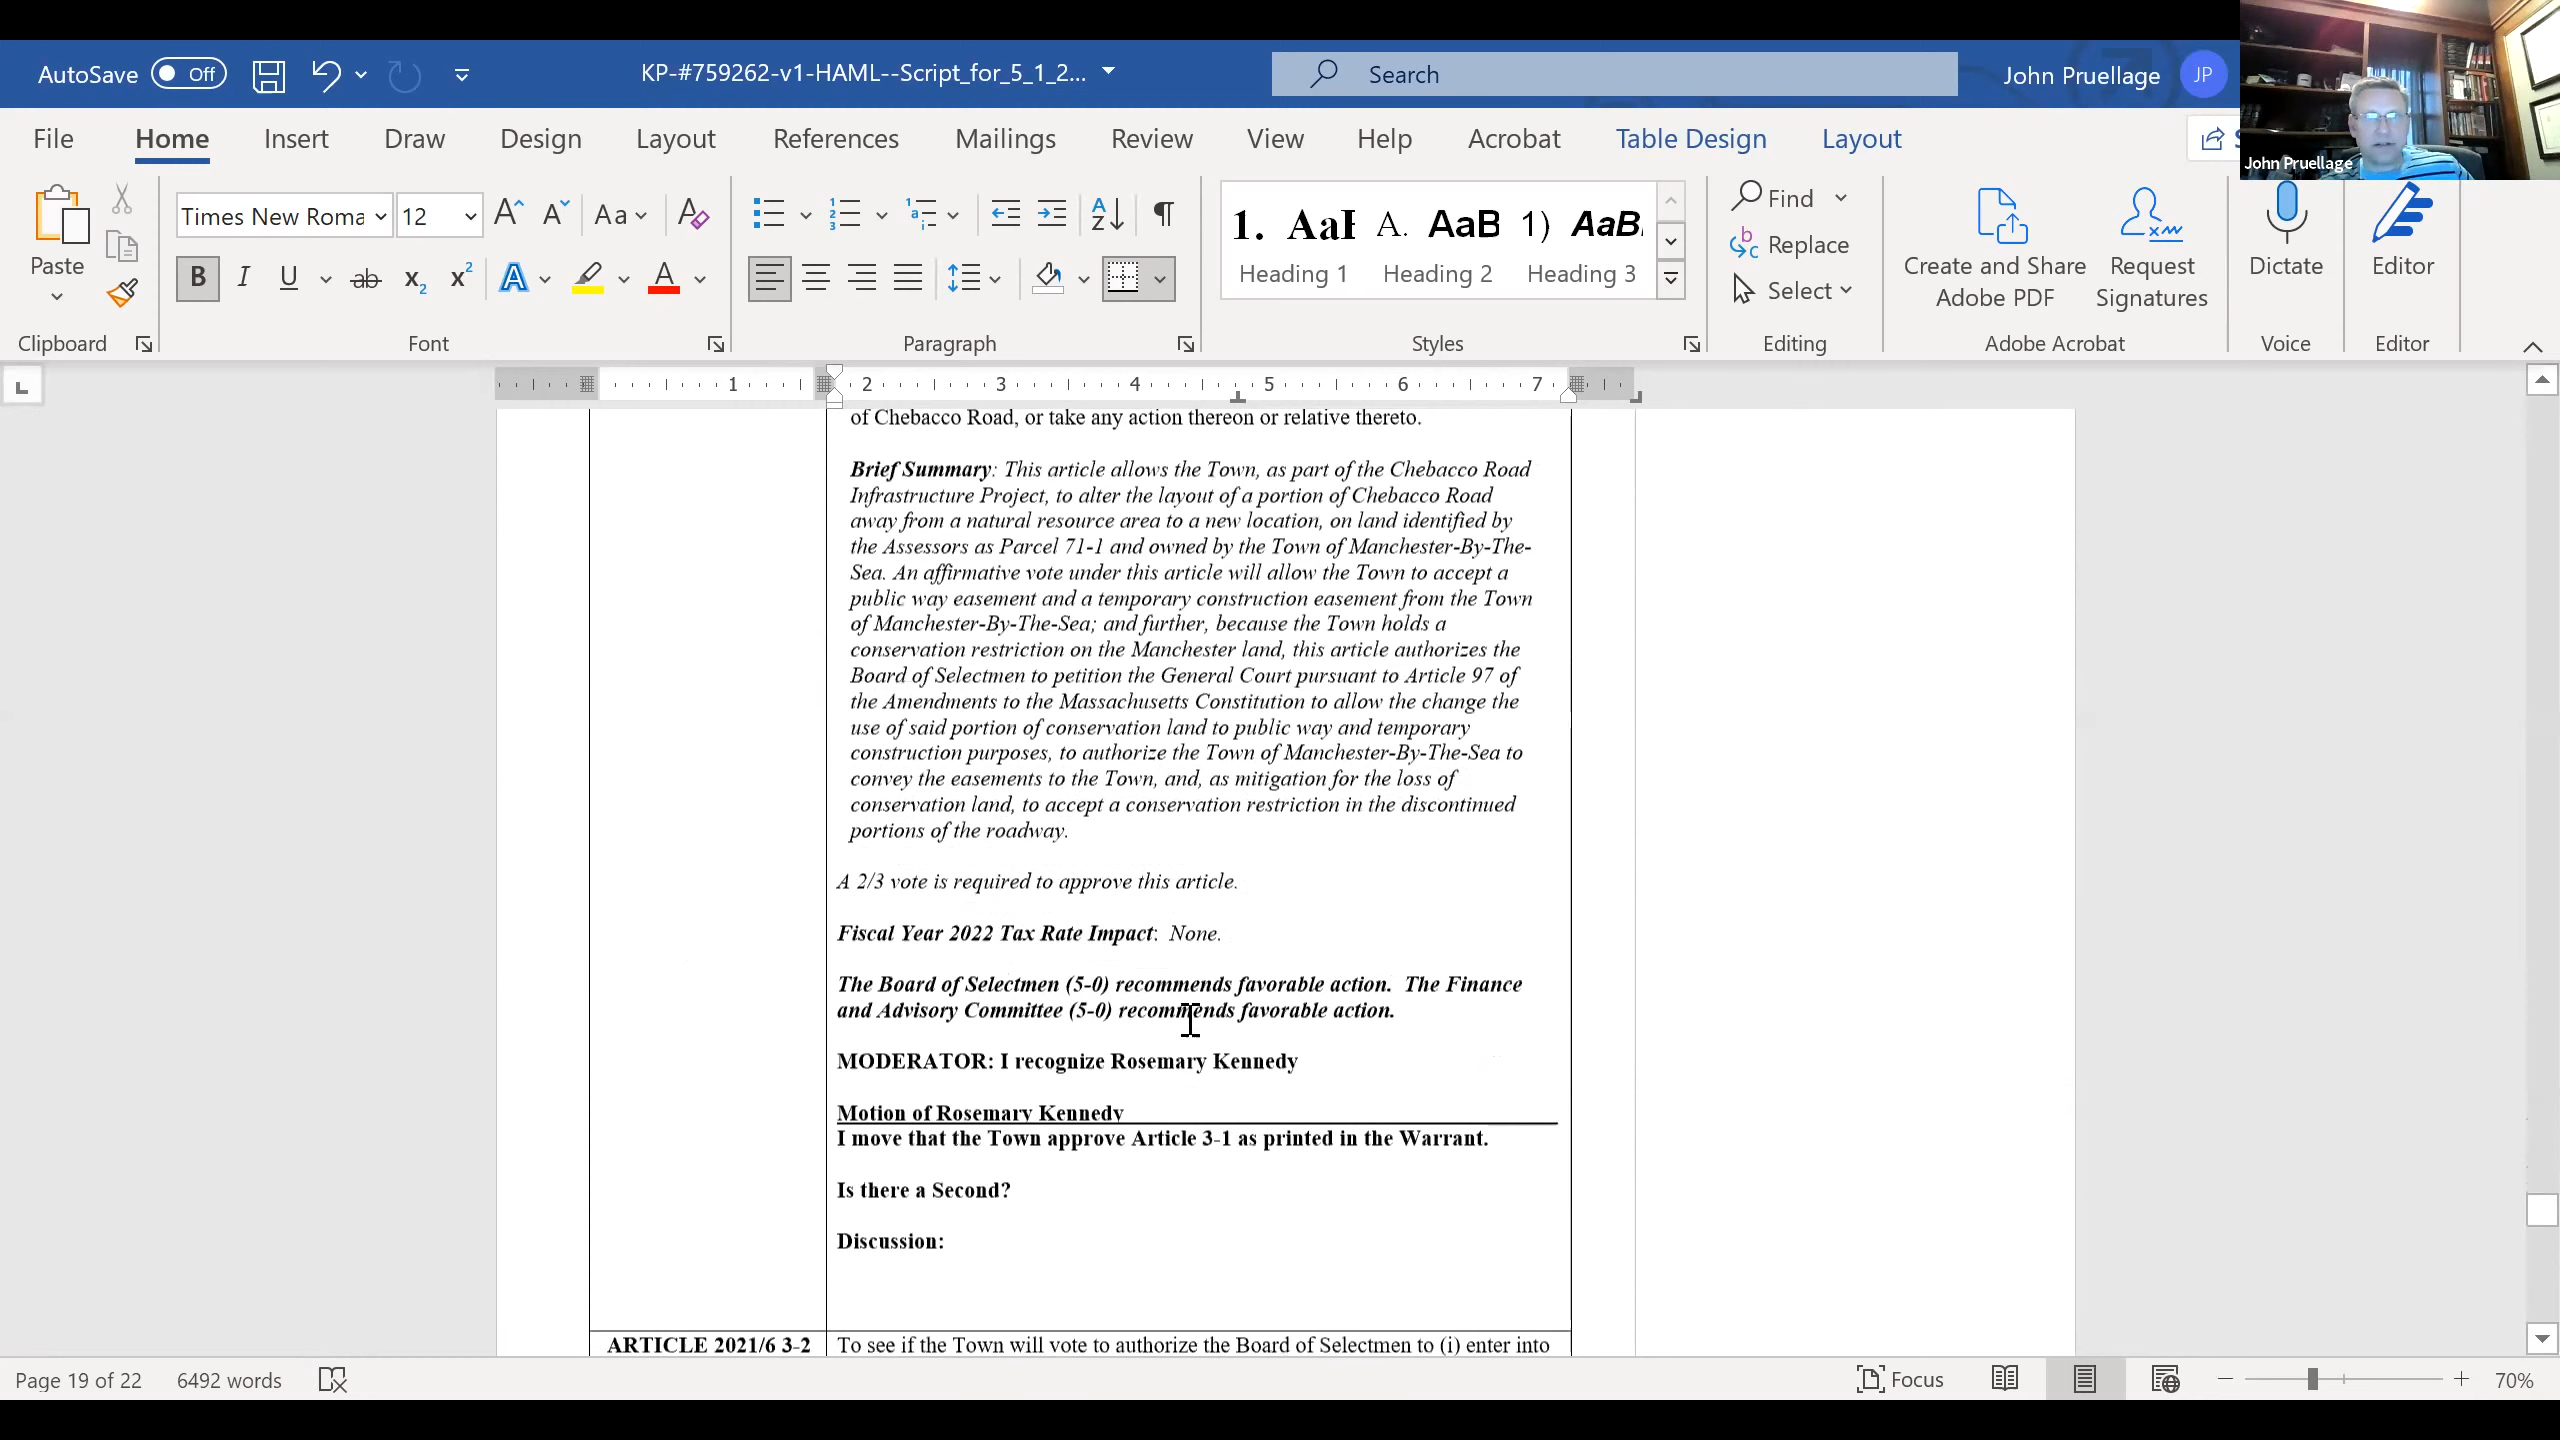 AutoSave Off KP-#759262-v1-HAML--Script_for_5_1_2... Search John Pruellage JP
File Home Insert Draw Design Layout References Mailings Review View Help Acrobat Table Design Layout
John Pruellage
Paste Times New Roma 12 Aa Heading 1 Heading 2 Heading 3 Find Replace Select Create and Share Adobe PDF Request Signatures Dictate Editor
Clipboard Font Paragraph Styles Editing Adobe Acrobat Voice Editor
1 2 3 4 5 6 7
of Chebacco Road, or take any action thereon or relative thereto.
Brief Summary: This article allows the Town, as part of the Chebacco Road
Infrastructure Project, to alter the layout of a portion of Chebacco Road
away from a natural resource area to a new location, on land identified by
the Assessors as Parcel 71-1 and owned by the Town of Manchester-By-The-
Sea. An affirmative vote under this article will allow the Town to accept a
public way easement and a temporary construction easement from the Town
of Manchester-By-The-Sea; and further, because the Town holds a
conservation restriction on the Manchester land, this article authorizes the
Board of Selectmen to petition the General Court pursuant to Article 97 of
the Amendments to the Massachusetts Constitution to allow the change the
use of said portion of conservation land to public way and temporary
construction purposes, to authorize the Town of Manchester-By-The-Sea to
convey the easements to the Town, and, as mitigation for the loss of
conservation land, to accept a conservation restriction in the discontinued
portions of the roadway.
A 2/3 vote is required to approve this article.
Fiscal Year 2022 Tax Rate Impact: None.
The Board of Selectmen (5-0) recommends favorable action. The Finance
and Advisory Committee (5-0) recommends favorable action.
MODERATOR: I recognize Rosemary Kennedy
Motion of Rosemary Kennedy
I move that the Town approve Article 3-1 as printed in the Warrant.
Is there a Second?
Discussion:
ARTICLE 2021/6 3-2 To see if the Town will vote to authorize the Board of Selectmen to (i) enter into
Page 19 of 22 6492 words Focus 70%